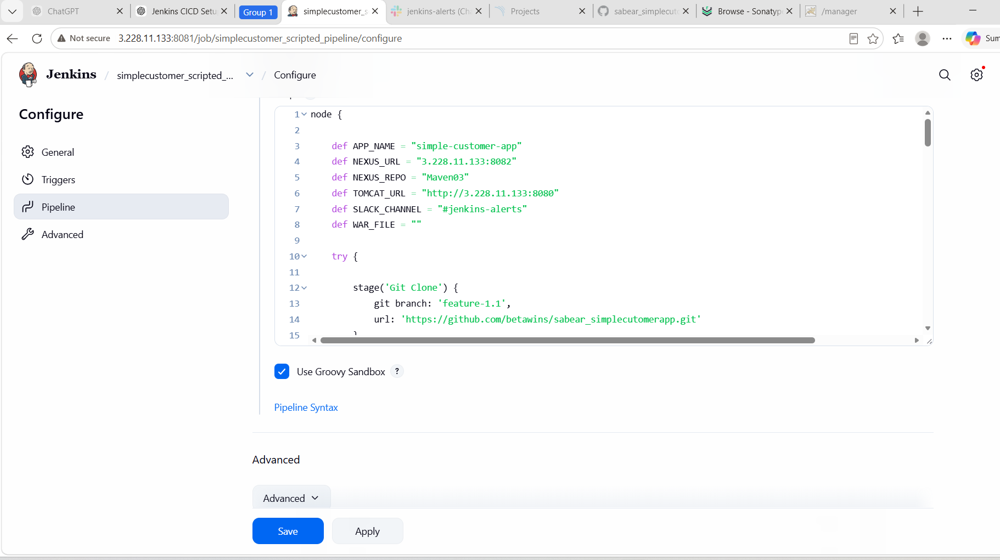 ChatGPT
Jenkins CICD Setu
Group 1
simplecustomer_s
jenkins-alerts (Cha
Projects
sabear_simplecut
Browse - Sonatyp
/manager
Not secure
3.228.11.133:8081/job/simplecustomer_scripted_pipeline/configure
Sum
Jenkins / simplecustomer_scripted_... / Configure
Configure
General
Triggers
Pipeline
Advanced
1 node {
2
3 def APP_NAME = "simple-customer-app"
4 def NEXUS_URL = "3.228.11.133:8082"
5 def NEXUS_REPO = "Maven03"
6 def TOMCAT_URL = "http://3.228.11.133:8080"
7 def SLACK_CHANNEL = "#jenkins-alerts"
8 def WAR_FILE = ""
9
10 try {
11
12 stage('Git Clone') {
13 git branch: 'feature-1.1',
14 url: 'https://github.com/betawins/sabear_simplecutomerapp.git'
15 }
Use Groovy Sandbox ?
Pipeline Syntax
Advanced
Advanced
Save
Apply